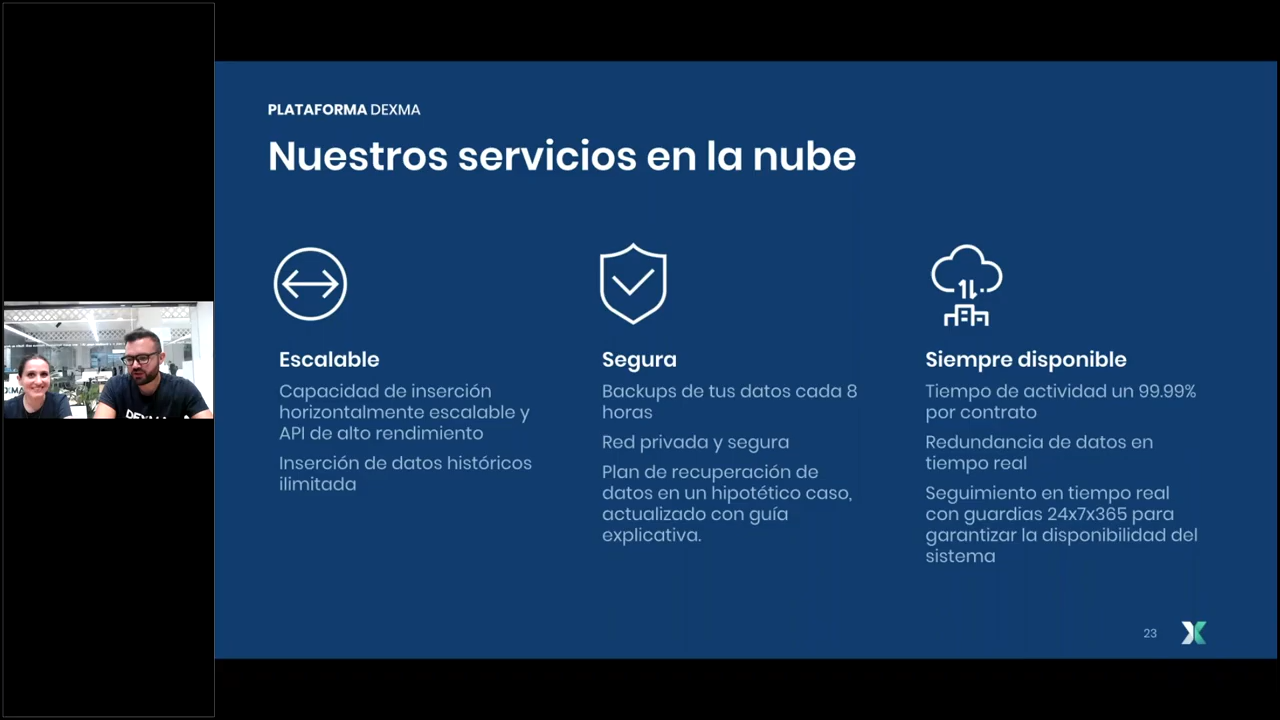 PLATAFORMA DEXMA
Nuestros servicios en la nube
Escalable
Capacidad de inserción
horizontalmente escalable y
API de alto rendimiento
Inserción de datos históricos
ilimitada
Segura
Backups de tus datos cada 8
horas
Red privada y segura
Plan de recuperación de
datos en un hipotético caso,
actualizado con guía
explicativa.
Siempre disponible
Tiempo de actividad un 99.99%
por contrato
Redundancia de datos en
tiempo real
Seguimiento en tiempo real
con guardias 24x7x365 para
garantizar la disponibilidad del
sistema
23